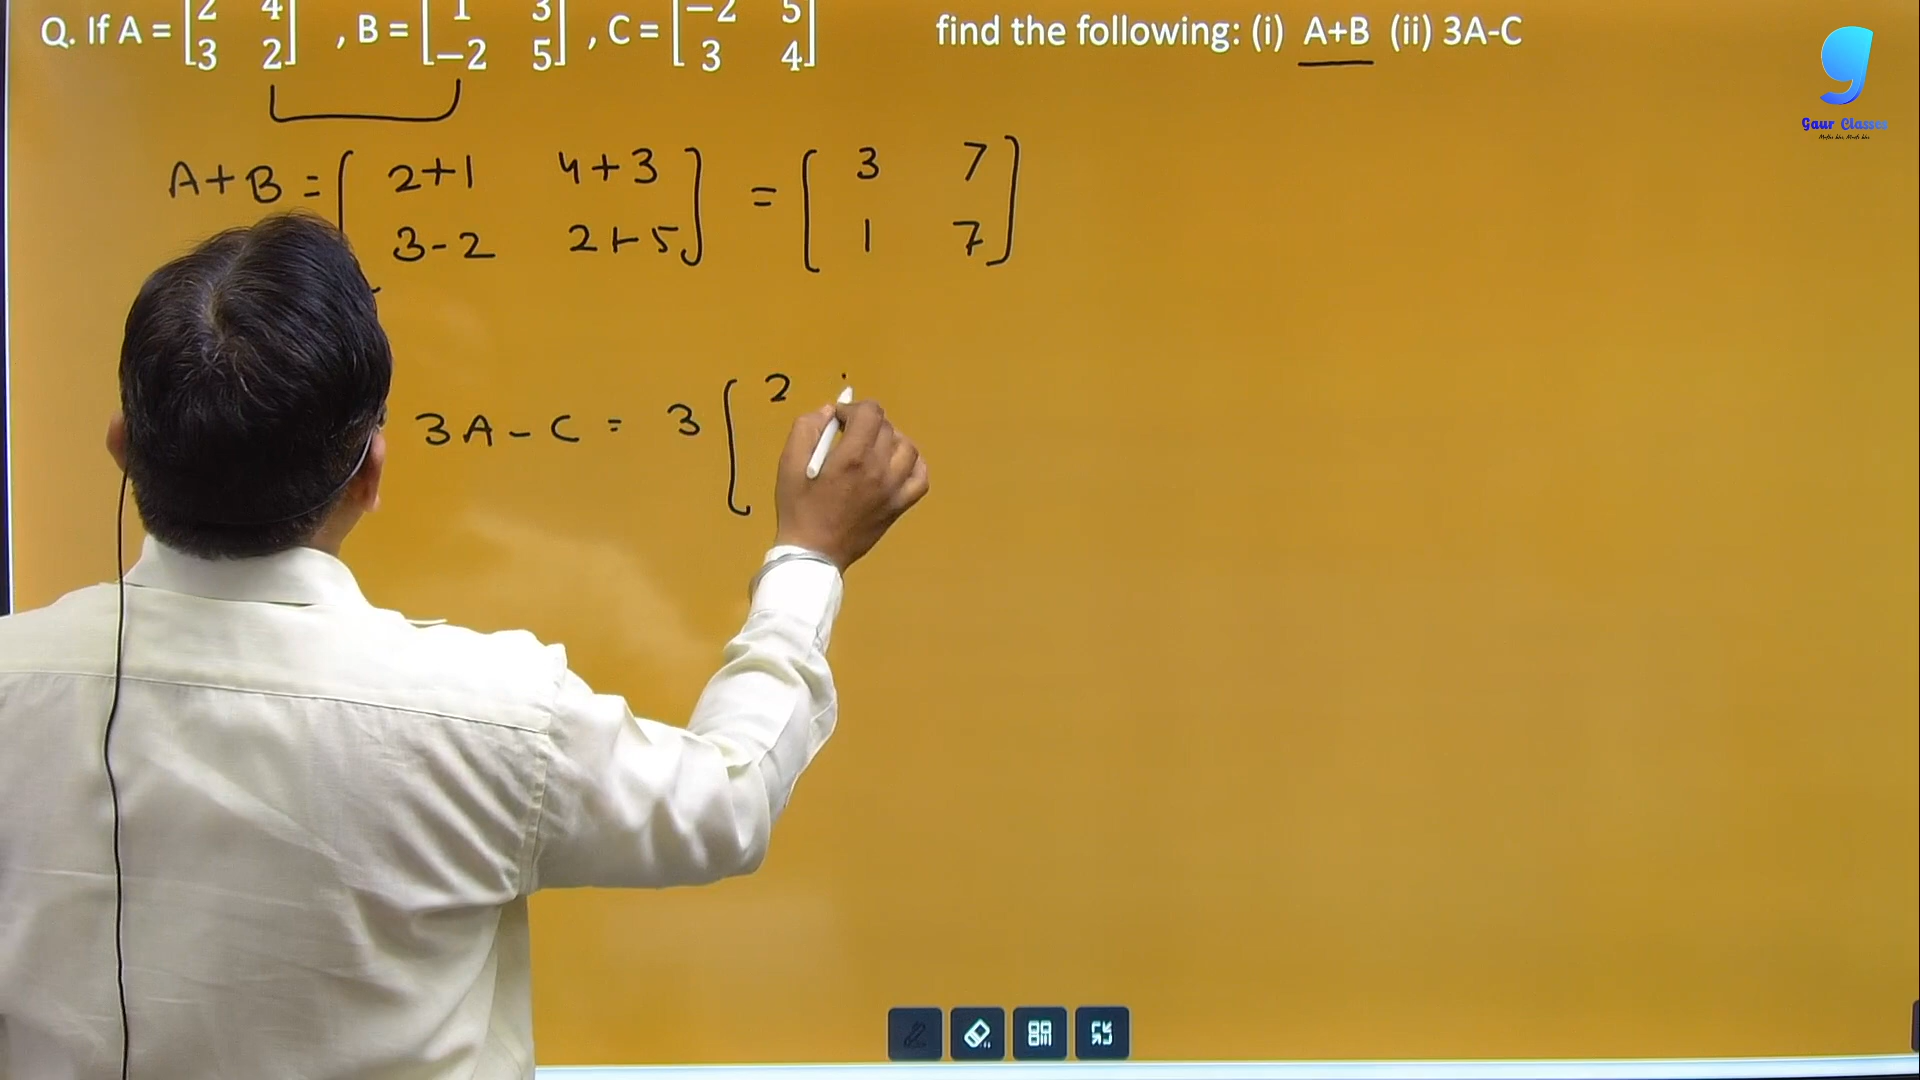 Q. If A = [2 4 3 2] , B = [1 3 −2 5] , C = [−2 5 3 4] find the following: (i) A+B (ii) 3A-C
A+B = [2+1 4+3 3-2 2+5] = [3 7 1 7]
3A-C = 3 [2
g
Gaur Classes